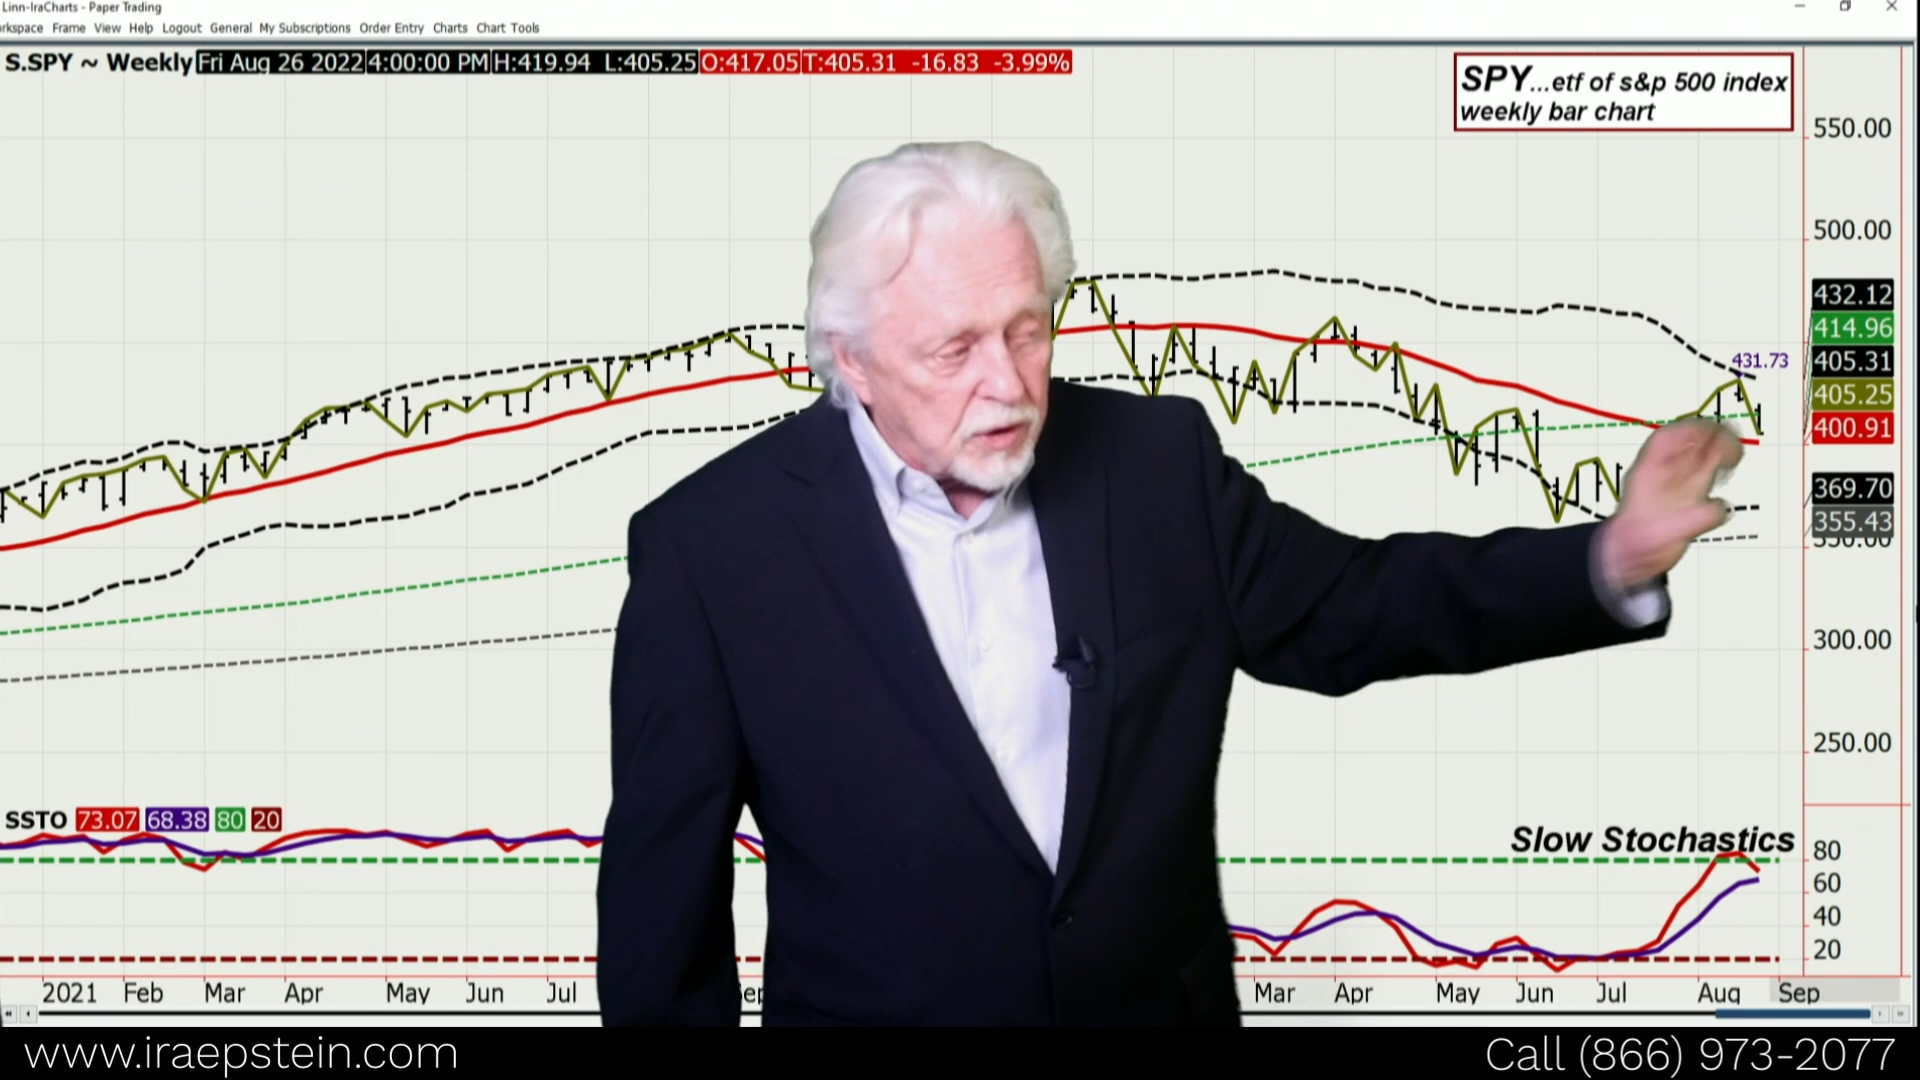 Linn-IraCharts - Paper Trading
rkspace Frame View Help Logout General My Subscriptions Order Entry Charts Chart Tools
S.SPY ~ Weekly Fri Aug 26 2022 4:00:00 PM H:419.94 L:405.25 O:417.05 T:405.31 -16.83 -3.99%
SPY...etf of s&p 500 index
weekly bar chart
550.00
500.00
432.12
414.96
431.73
405.31
405.25
400.91
369.70
355.43
350.00
300.00
250.00
SSTO 73.07 68.38 80 20
Slow Stochastics
80
60
40
20
2021 Feb Mar Apr May Jun Jul ep Mar Apr May Jun Jul Aug Sep
www.iraepstein.com
Call (866) 973-2077